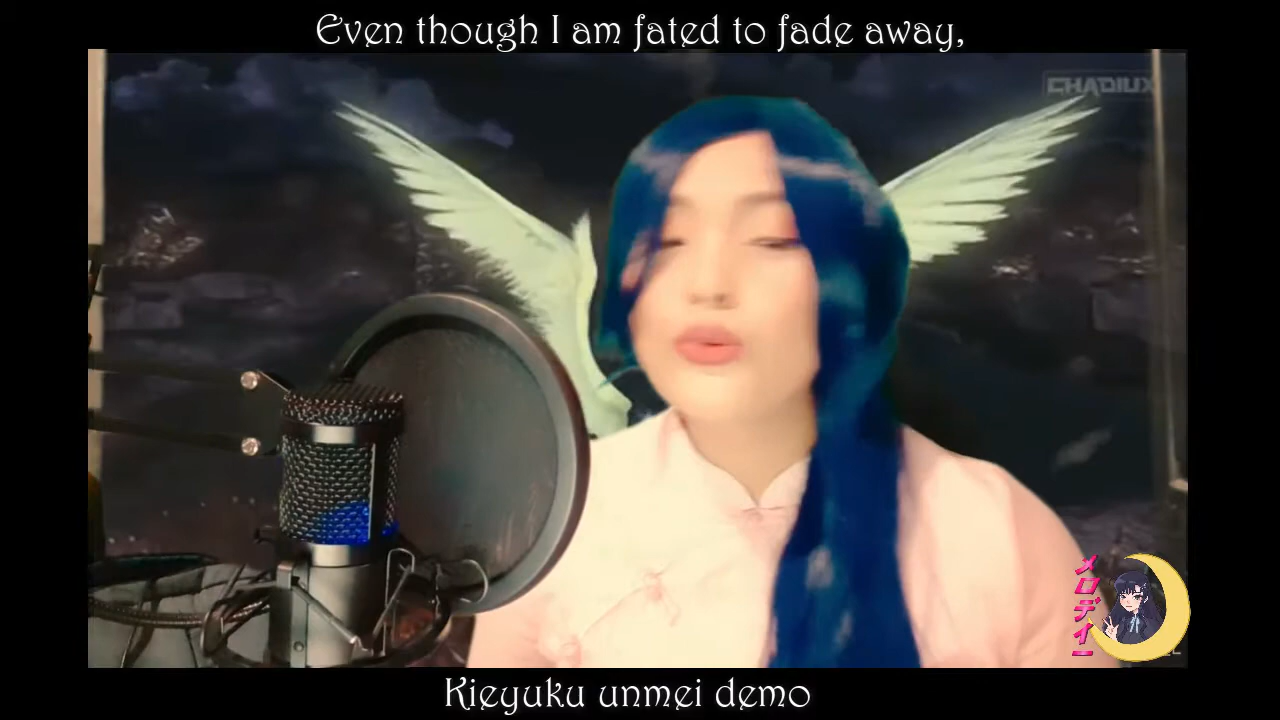 Even though I am fated to fade away,
CHADIUX
メロディー
Kieyuku unmei demo